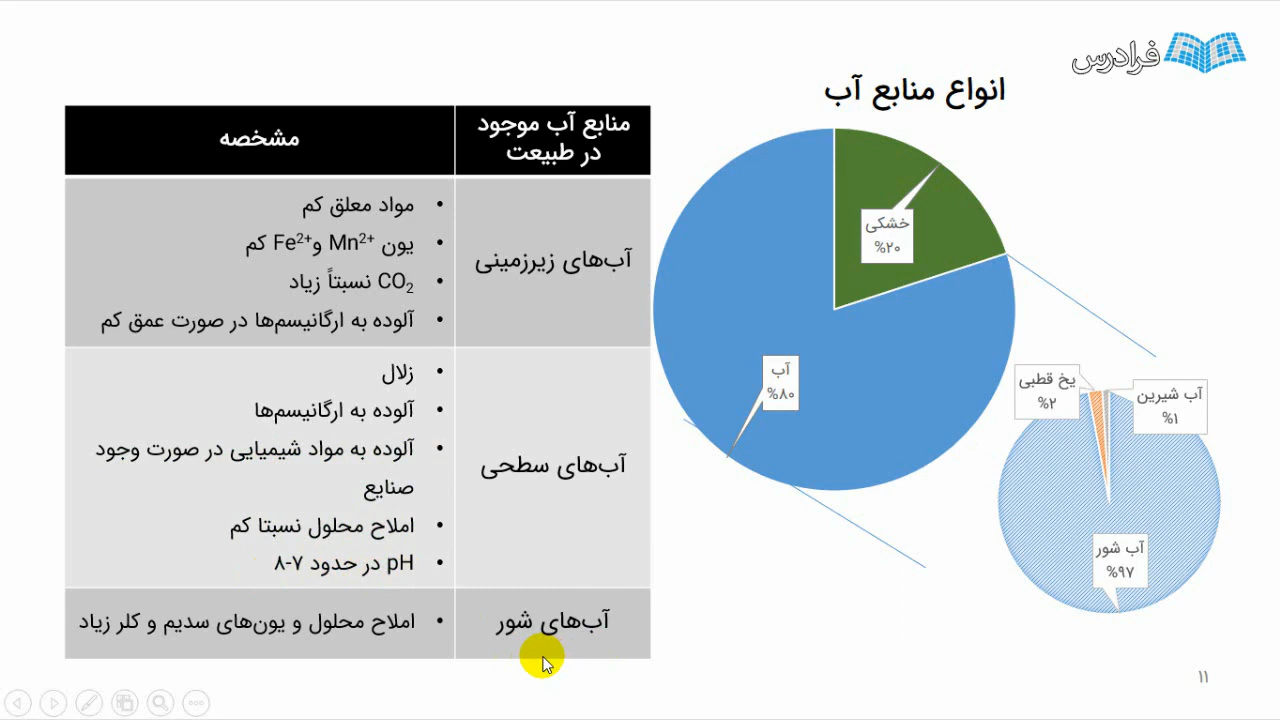 فرادرس
انواع منابع آب
خشکی
%۲۰
آب
%۸۰
یخ قطبی
%۲
آب شیرین
%۱
آب شور
%۹۷
منابع آب موجود
در طبیعت
مشخصه
آب‌های زیرزمینی
• مواد معلق کم
• یون Mn²⁺ وFe²⁺ کم
• CO₂ نسبتاً زیاد
• آلوده به ارگانیسم‌ها در صورت عمق کم
آب‌های سطحی
• زلال
• آلوده به ارگانیسم‌ها
• آلوده به مواد شیمیایی در صورت وجود
صنایع
• املاح محلول نسبتا کم
• pH در حدود ۷-۸
آب‌های شور
• املاح محلول و یون‌های سدیم و کلر زیاد
۱۱